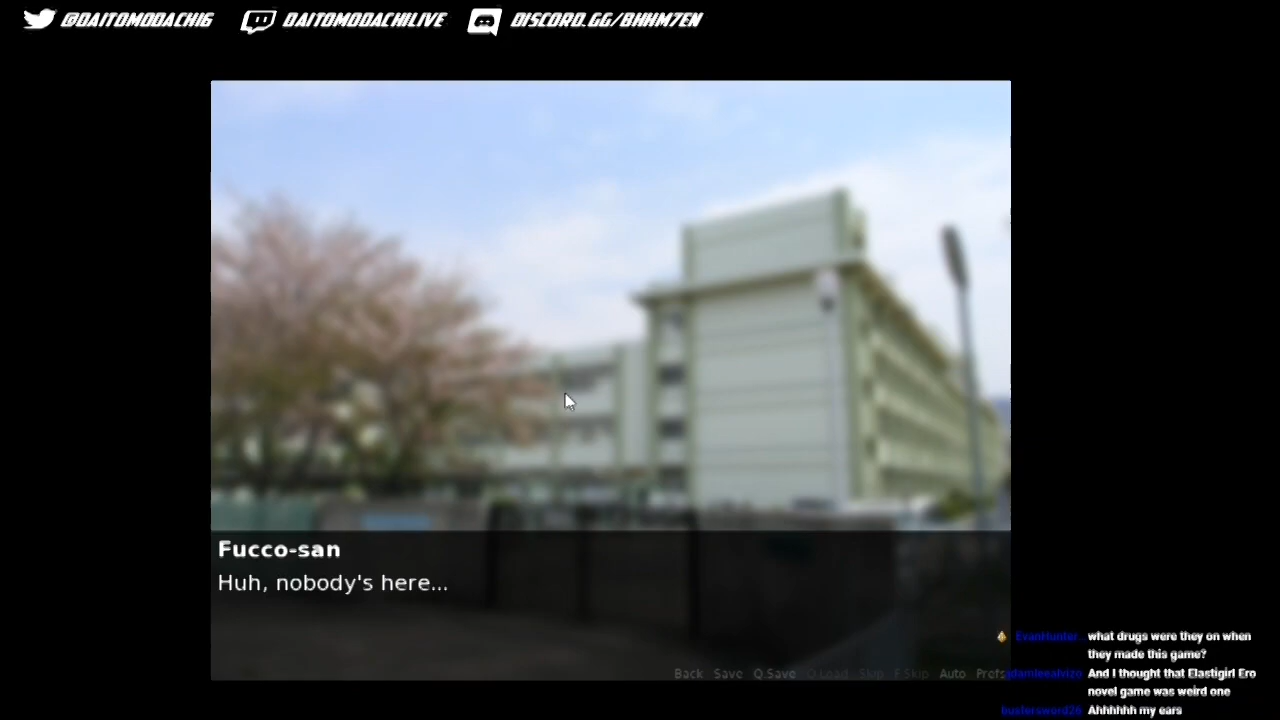 @DAITOMODACHI6 DAITOMODACHILIVE DISCORD.GG/BHHM7EN
Fucco-san
Huh, nobody's here...
Back Save Q.Save Q.Load Skip F.Skip Auto Prefs
EvanHunter what drugs were they on when
they made this game?
And I thought that Elastigirl Ero
novel game was weird one
bustersword26 Ahhhhhh my ears